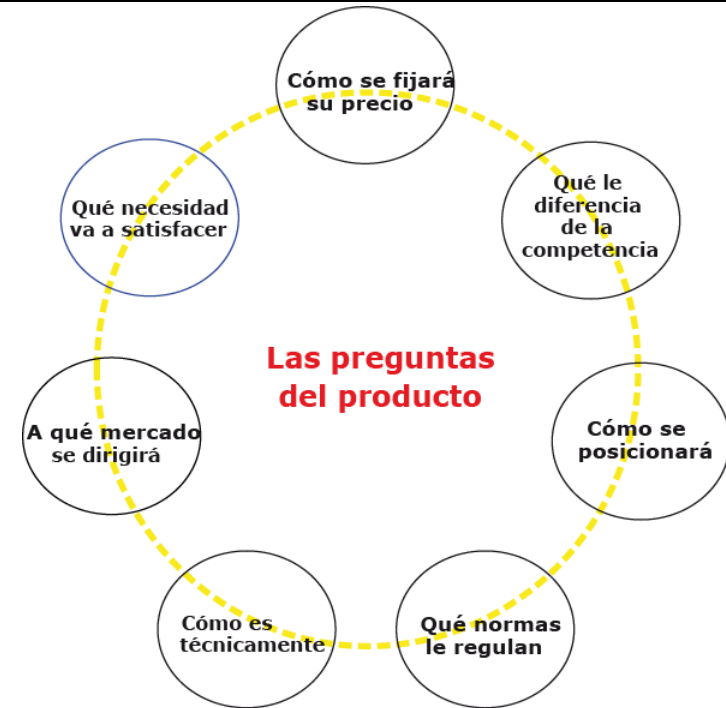 Cómo se fijará
su precio
Qué le
diferencia
de la
competencia
Qué necesidad
va a satisfacer
Las preguntas
del producto
A qué mercado
se dirigirá
Cómo se
posicionará
Cómo es
técnicamente
Qué normas
le regulan